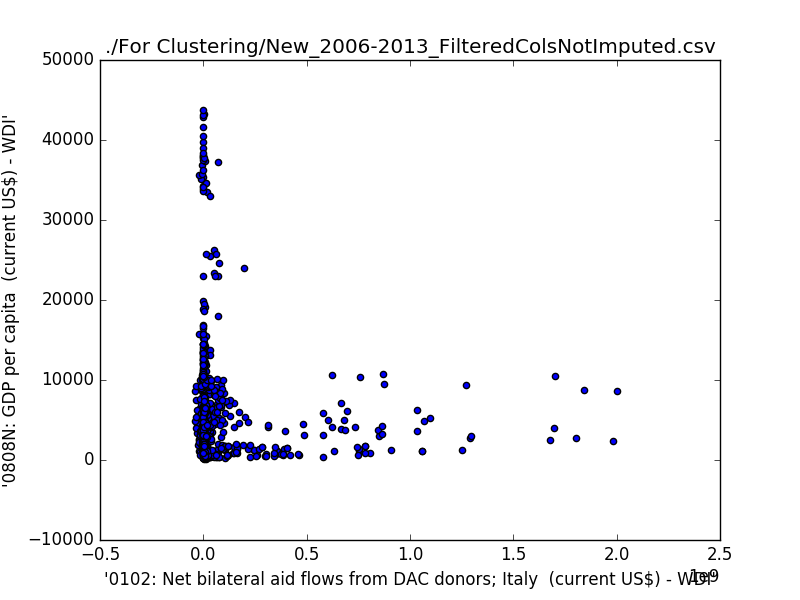 ./For Clustering/New_2006-2013_FilteredColsNotImputed.csv
50000
40000
30000
20000
10000
0
−10000
'0808N: GDP per capita  (current US$) - WDI'
−0.5 0.0 0.5 1.0 1.5 2.0 2.5
1e9
'0102: Net bilateral aid flows from DAC donors; Italy  (current US$) - WDI'